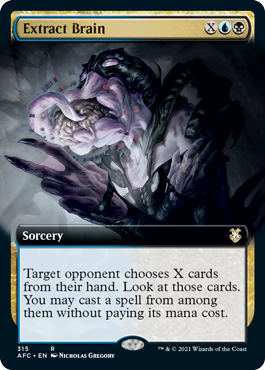 Extract Brain X
Sorcery
Target opponent chooses X cards
from their hand. Look at those cards.
You may cast a spell from among
them without paying its mana cost.
315 R
AFC • EN Nicholas Gregory ™ & © 2021 Wizards of the Coast